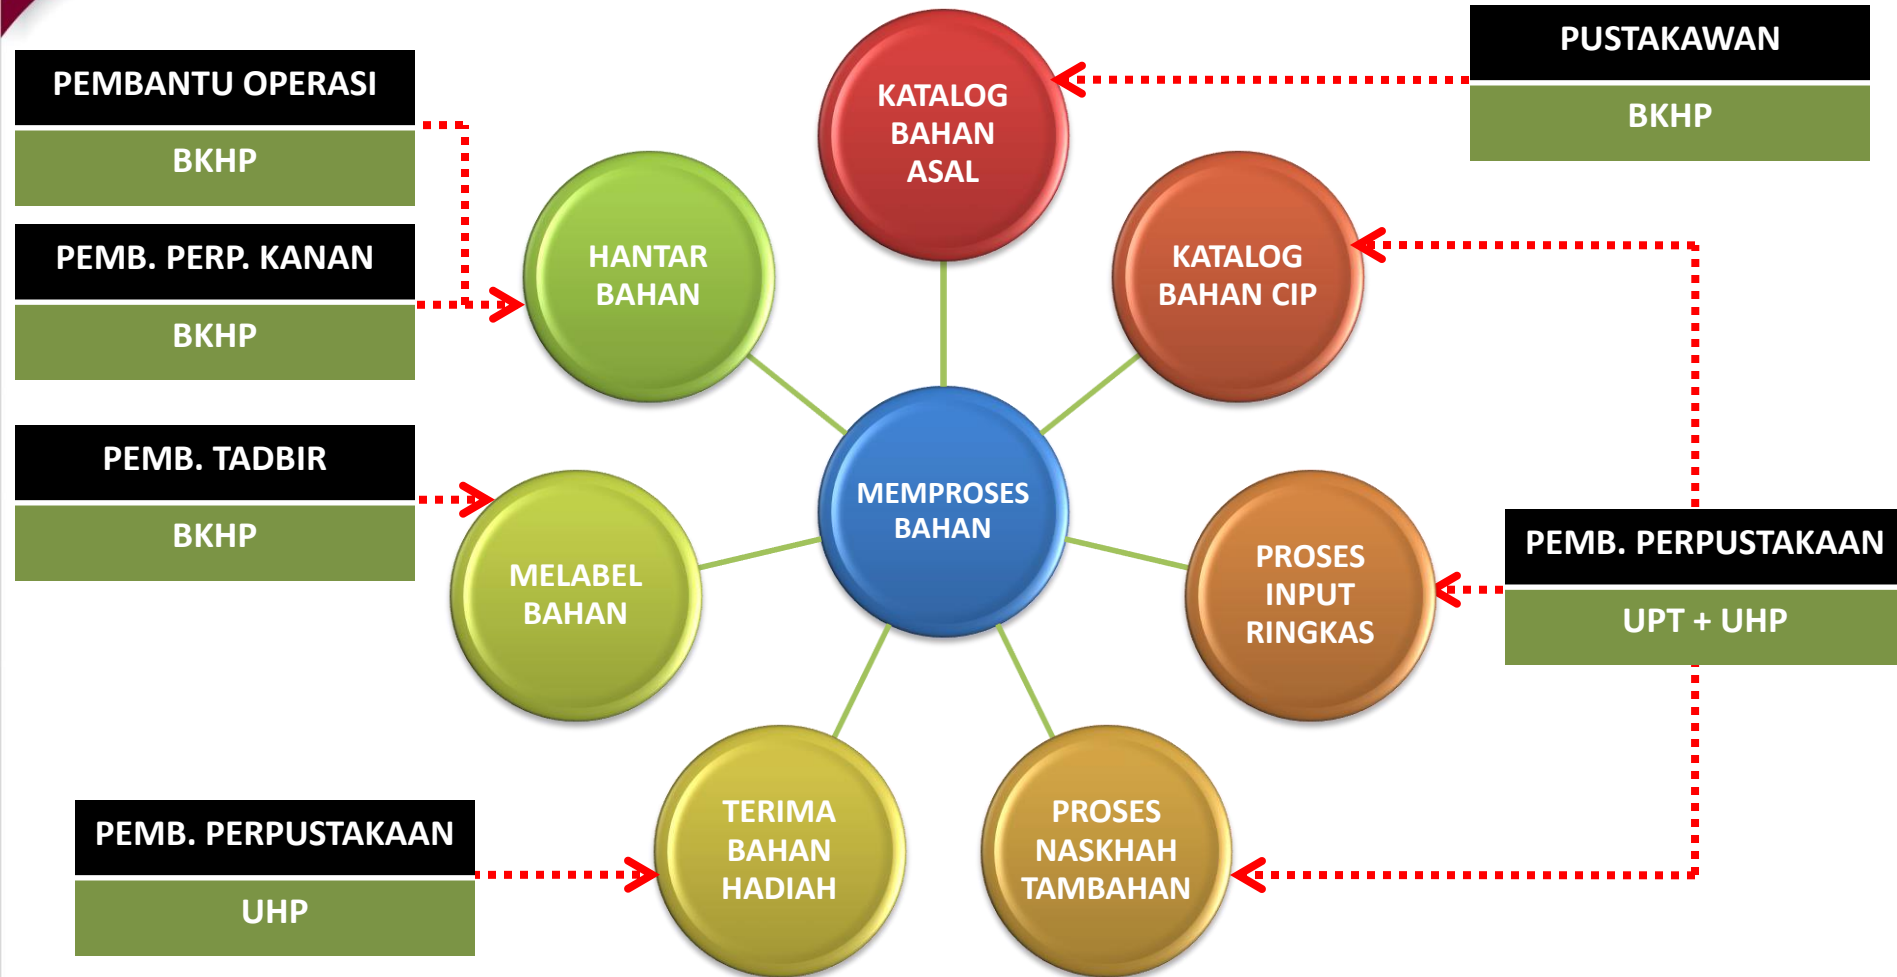 PEMBANTU OPERASI
BKHP
PEMB. PERP. KANAN
BKHP
PEMB. TADBIR
BKHP
PEMB. PERPUSTAKAAN
UHP
KATALOG
BAHAN
ASAL
HANTAR
BAHAN
KATALOG
BAHAN CIP
MEMPROSES
BAHAN
MELABEL
BAHAN
PROSES
INPUT
RINGKAS
TERIMA
BAHAN
HADIAH
PROSES
NASKHAH
TAMBAHAN
PUSTAKAWAN
BKHP
PEMB. PERPUSTAKAAN
UPT + UHP